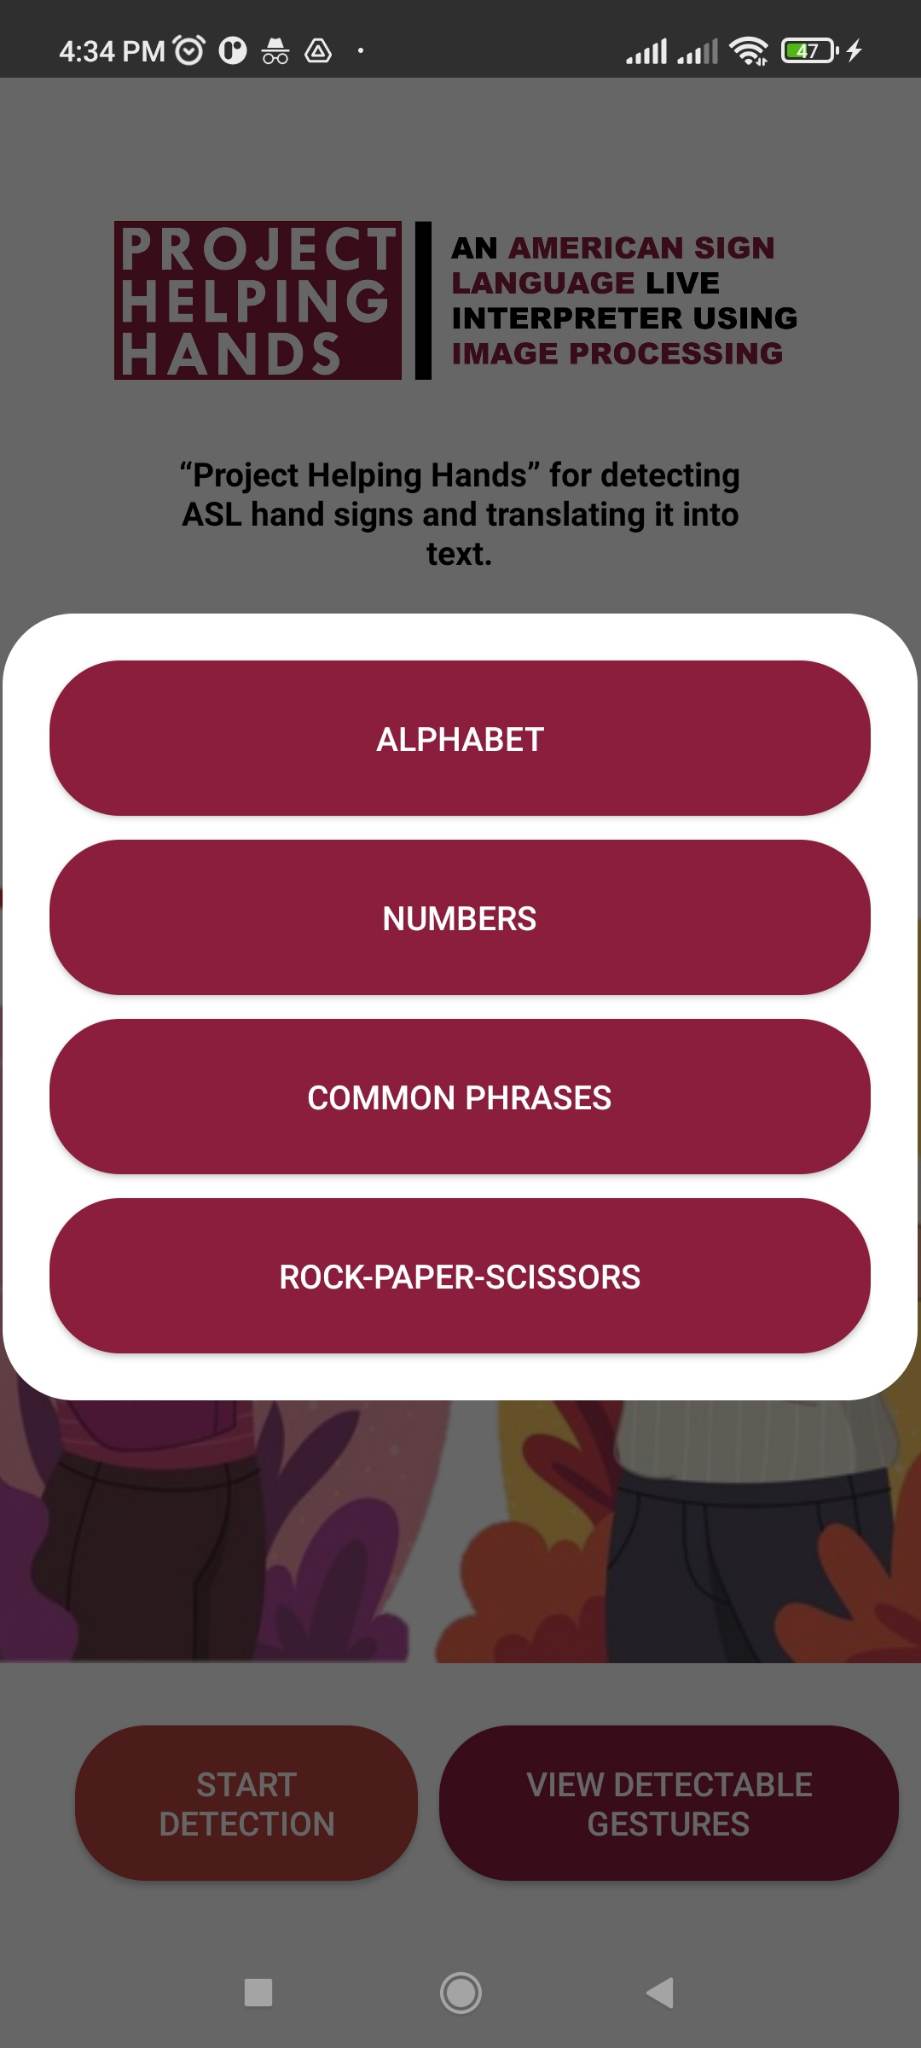 4:34 PM
47
PROJECT
HELPING
HANDS
AN AMERICAN SIGN
LANGUAGE LIVE
INTERPRETER USING
IMAGE PROCESSING
“Project Helping Hands” for detecting
ASL hand signs and translating it into
text.
ALPHABET
NUMBERS
COMMON PHRASES
ROCK-PAPER-SCISSORS
START
DETECTION
VIEW DETECTABLE
GESTURES